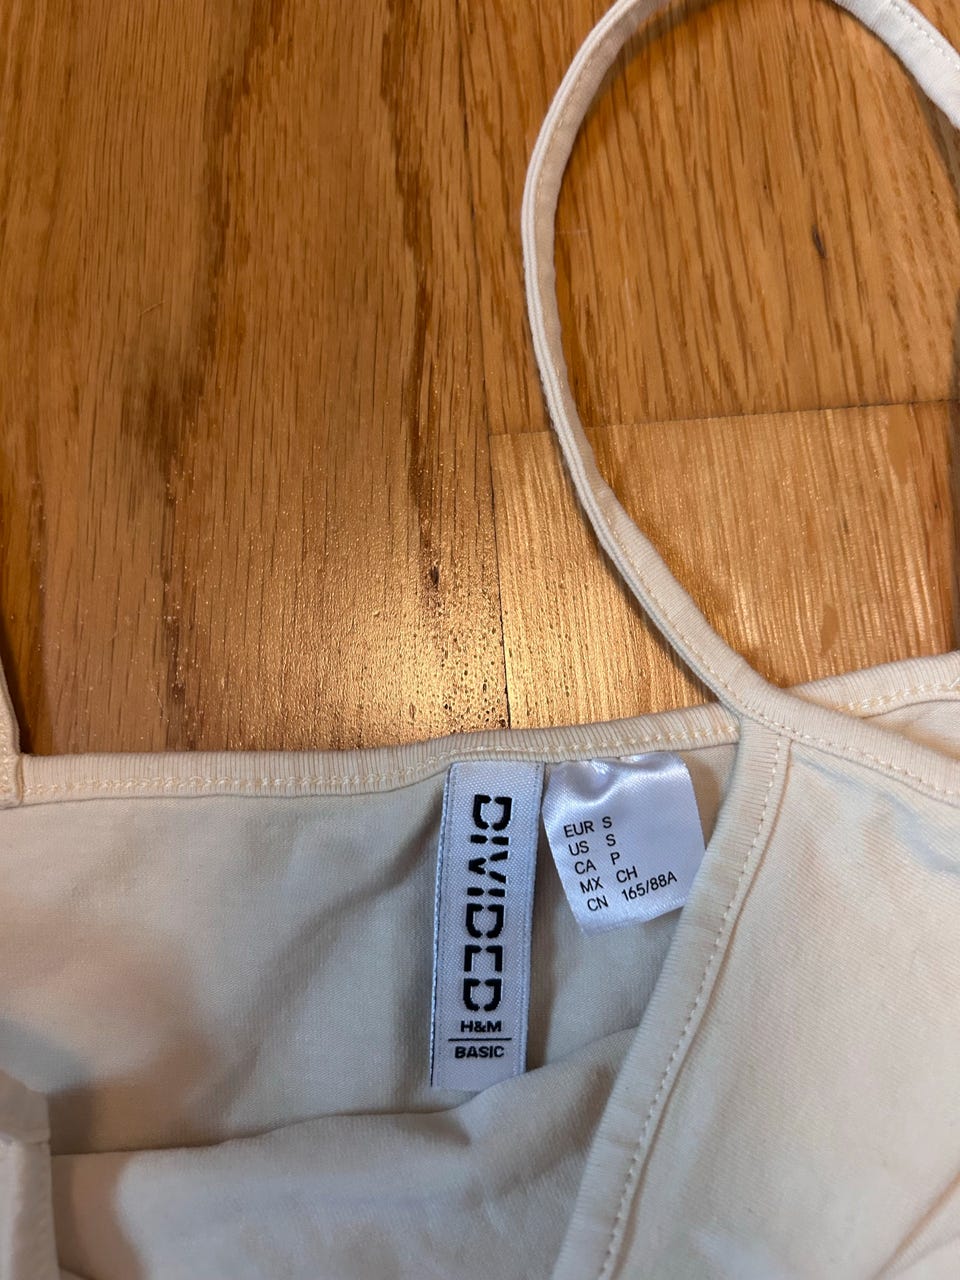 DIVIDED
H&M
BASIC
EUR S
US S
CA P
MX CH
CN 165/88A